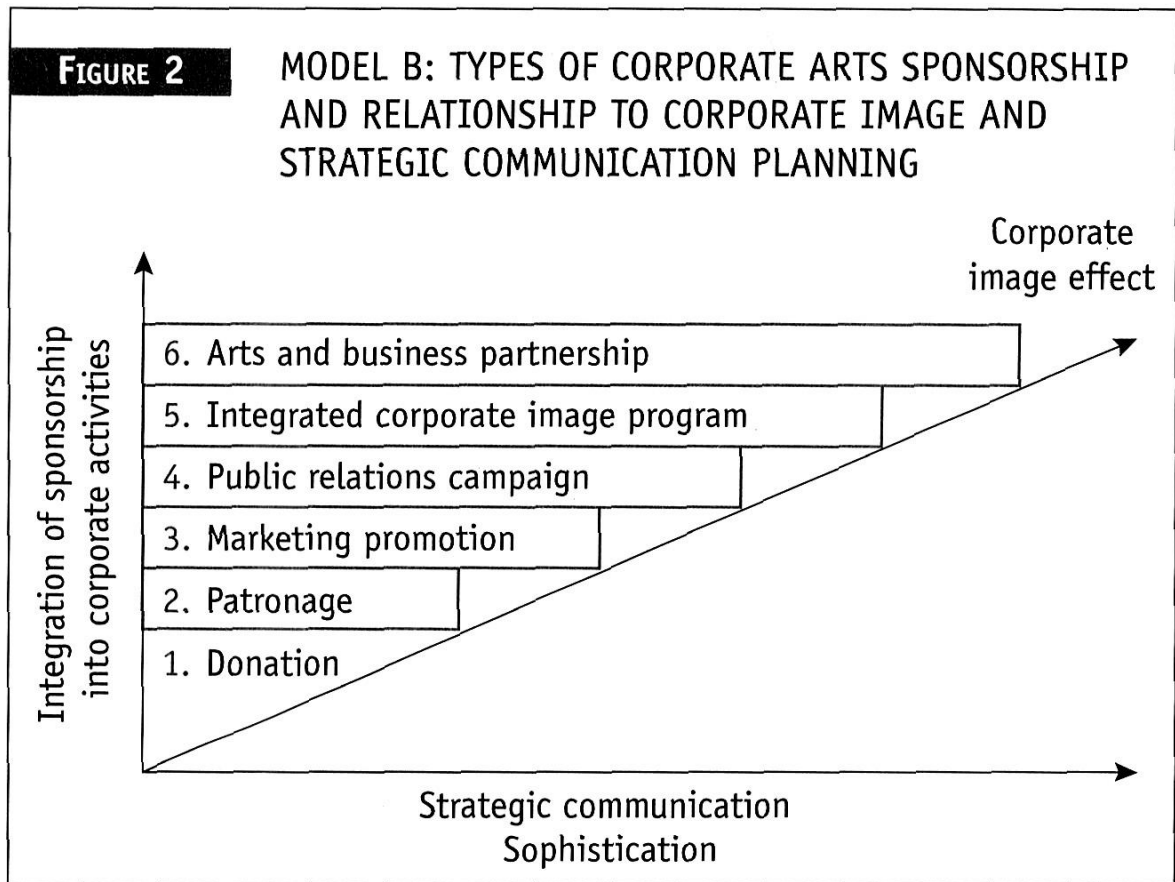 FIGURE 2
MODEL B: TYPES OF CORPORATE ARTS SPONSORSHIP
AND RELATIONSHIP TO CORPORATE IMAGE AND
STRATEGIC COMMUNICATION PLANNING
Corporate
image effect
Integration of sponsorship
into corporate activities
6. Arts and business partnership
5. Integrated corporate image program
4. Public relations campaign
3. Marketing promotion
2. Patronage
1. Donation
Strategic communication
Sophistication